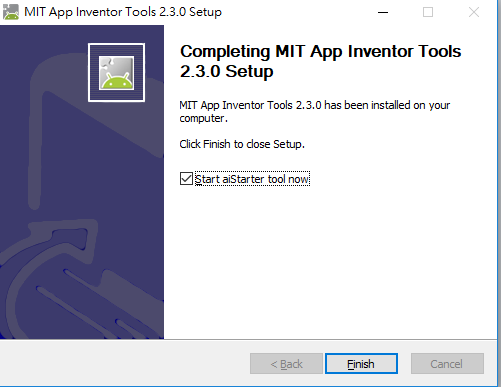 MIT App Inventor Tools 2.3.0 Setup
Completing MIT App Inventor Tools
2.3.0 Setup
MIT App Inventor Tools 2.3.0 has been installed on your
computer.
Click Finish to close Setup.
Start aiStarter tool now
< Back
Finish
Cancel